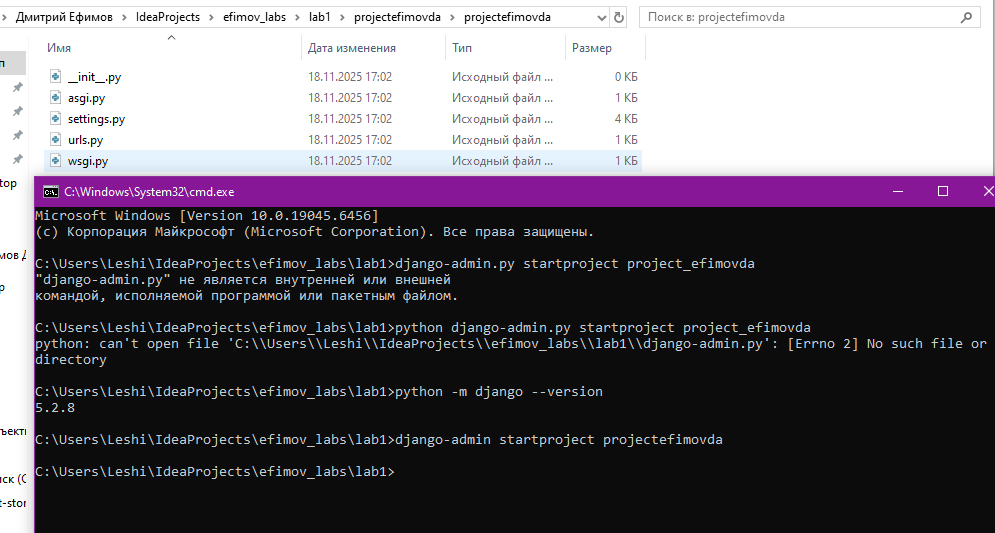 Дмитрий Ефимов > IdeaProjects > efimov_labs > lab1 > projectefimovda > projectefimovda
Поиск в: projectefimovda
Имя Дата изменения Тип Размер
__init__.py 18.11.2025 17:02 Исходный файл ... 0 КБ
asgi.py 18.11.2025 17:02 Исходный файл ... 1 КБ
settings.py 18.11.2025 17:02 Исходный файл ... 4 КБ
urls.py 18.11.2025 17:02 Исходный файл ... 1 КБ
wsgi.py 18.11.2025 17:02 Исходный файл ... 1 КБ
C:\Windows\System32\cmd.exe
Microsoft Windows [Version 10.0.19045.6456]
(c) Корпорация Майкрософт (Microsoft Corporation). Все права защищены.
C:\Users\Leshi\IdeaProjects\efimov_labs\lab1>django-admin.py startproject project_efimovda
"django-admin.py" не является внутренней или внешней
командой, исполняемой программой или пакетным файлом.
C:\Users\Leshi\IdeaProjects\efimov_labs\lab1>python django-admin.py startproject project_efimovda
python: can't open file 'C:\\Users\\Leshi\\IdeaProjects\\efimov_labs\\lab1\\django-admin.py': [Errno 2] No such file or
directory
C:\Users\Leshi\IdeaProjects\efimov_labs\lab1>python -m django --version
5.2.8
C:\Users\Leshi\IdeaProjects\efimov_labs\lab1>django-admin startproject projectefimovda
C:\Users\Leshi\IdeaProjects\efimov_labs\lab1>